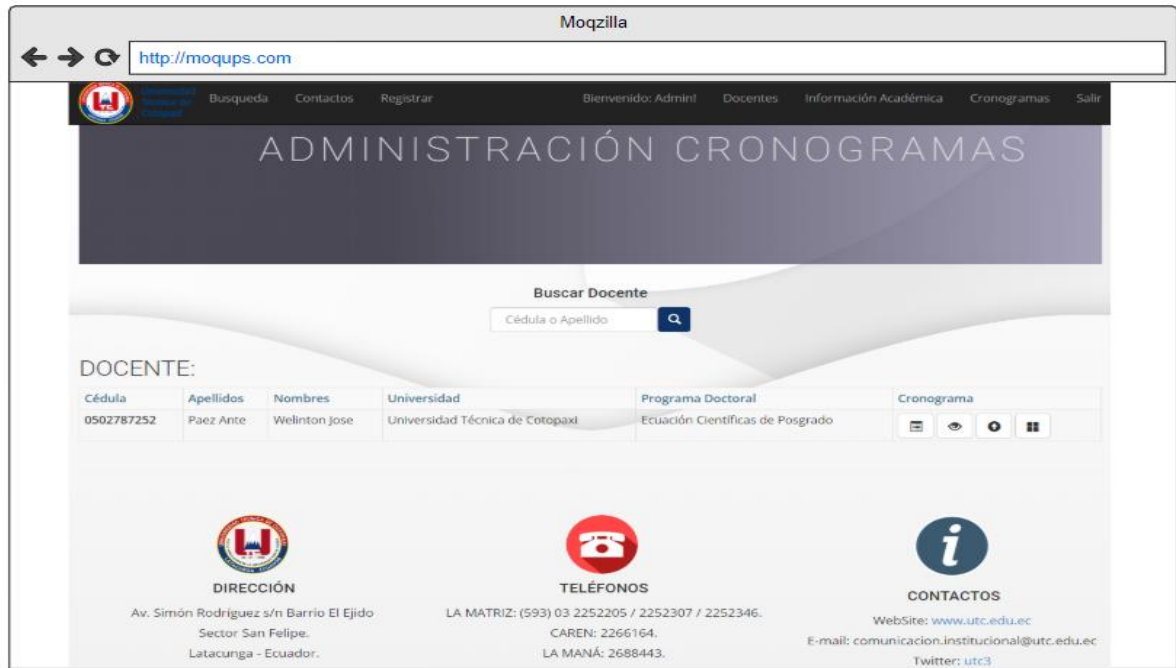 Moqzilla
http://moqups.com
Universidad Técnica de Cotopaxi
Busqueda Contactos Registrar Bienvenido: Admin! Docentes Información Académica Cronogramas Salir
ADMINISTRACIÓN CRONOGRAMAS
Buscar Docente
Cédula o Apellido
DOCENTE:
Cédula Apellidos Nombres Universidad Programa Doctoral Cronograma
0502787252 Paez Ante Welinton Jose Universidad Técnica de Cotopaxi Ecuación Científicas de Posgrado
DIRECCIÓN
Av. Simón Rodríguez s/n Barrio El Ejido
Sector San Felipe.
Latacunga - Ecuador.
TELÉFONOS
LA MATRIZ: (593) 03 2252205 / 2252307 / 2252346.
CAREN: 2266164.
LA MANÁ: 2688443.
CONTACTOS
WebSite: www.utc.edu.ec
E-mail: comunicacion.institucional@utc.edu.ec
Twitter: utc3